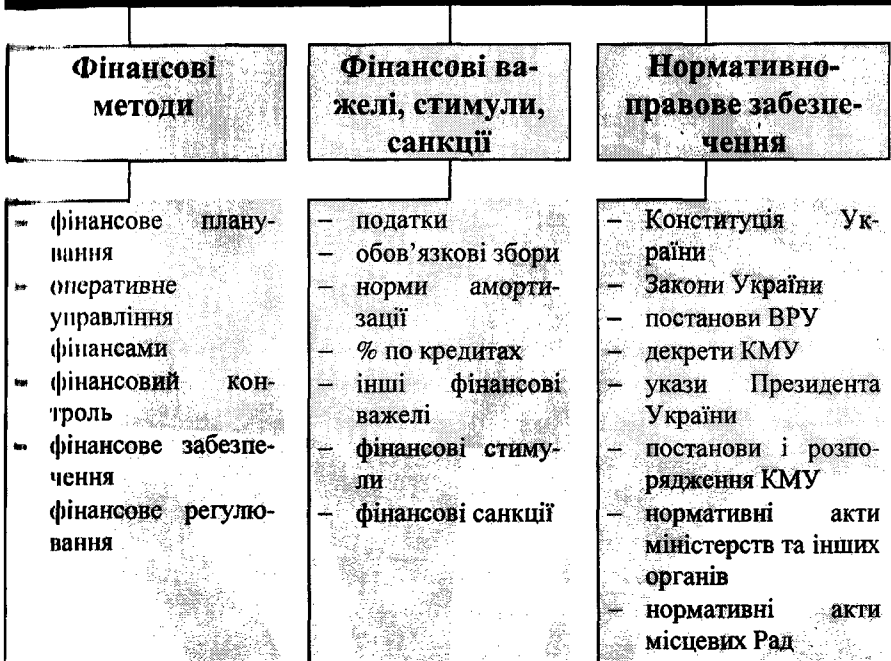 Фінансові
методи
– фінансове плану-
вання
– оперативне
управління
фінансами
– фінансовий кон-
троль
– фінансове забезпе-
чення
фінансове регулю-
вання
Фінансові ва-
желі, стимули,
санкції
– податки
– обов’язкові збори
– норми аморти-
зації
– % по кредитах
– інші фінансові
важелі
– фінансові стиму-
ли
– фінансові санкції
Нормативно-
правове забезпе-
чення
– Конституція Ук-
раїни
– Закони України
– постанови ВРУ
– декрети КМУ
– укази Президента
України
– постанови і розпо-
рядження КМУ
– нормативні акти
міністерств та інших
органів
– нормативні акти
місцевих Рад